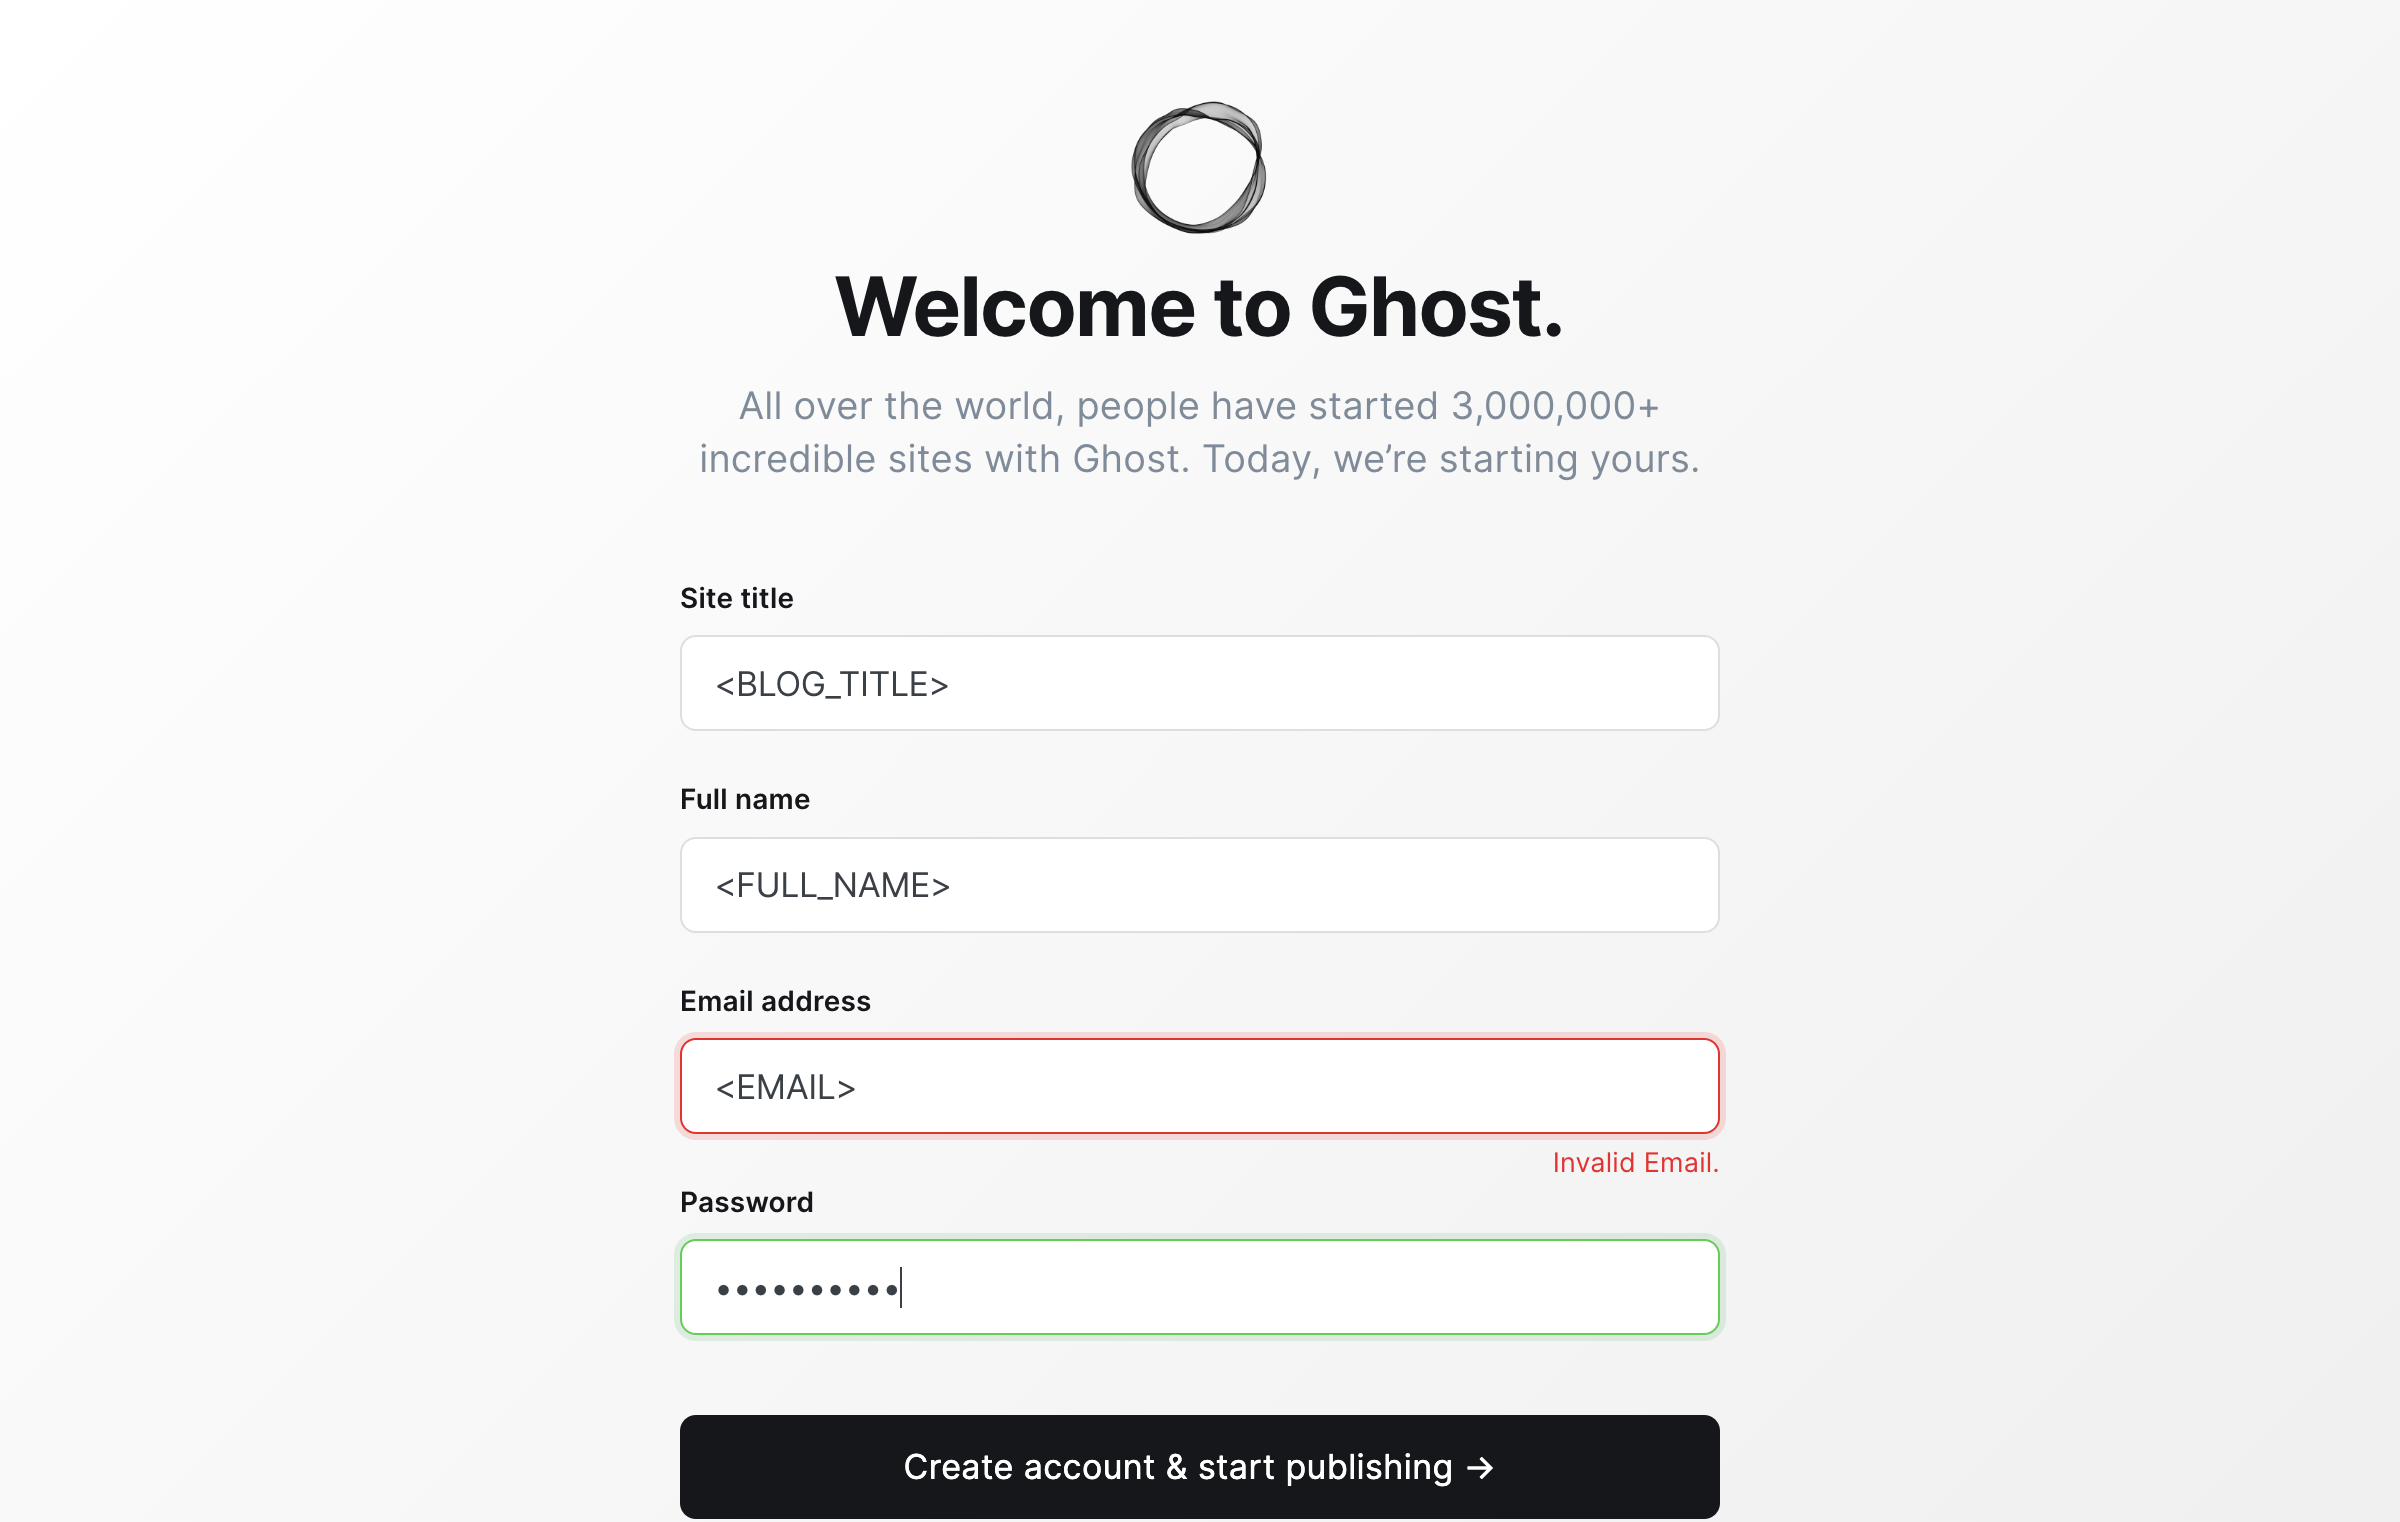 Welcome to Ghost.
All over the world, people have started 3,000,000+
incredible sites with Ghost. Today, we’re starting yours.
Site title
<BLOG_TITLE>
Full name
<FULL_NAME>
Email address
<EMAIL>
Invalid Email.
Password
••••••••••
Create account & start publishing →